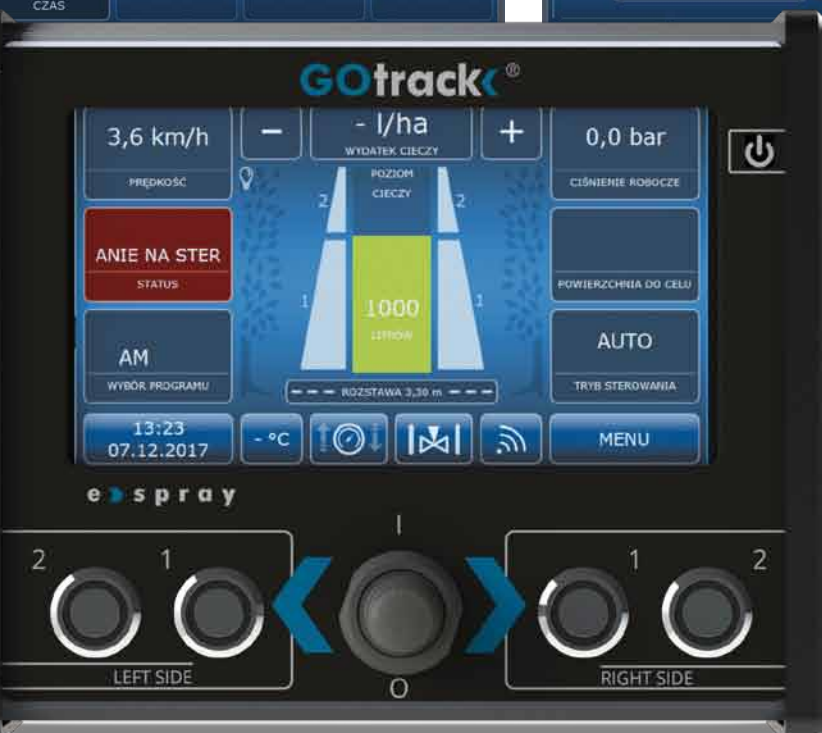 CZAS
GOtrack®
3,6 km/h
PRĘDKOŚĆ
−
- l/ha
WYDATEK CIECZY
+
0,0 bar
CIŚNIENIE ROBOCZE
POZIOM
CIECZY
2
2
ANIE NA STER
STATUS
POWIERZCHNIA DO CELU
1
1000
LITRÓW
1
AM
WYBÓR PROGRAMU
AUTO
TRYB STEROWANIA
ROZSTAWA 3,30 m
13:23
07.12.2017
- °C
MENU
e spray
2
1
I
1
2
LEFT SIDE
O
RIGHT SIDE